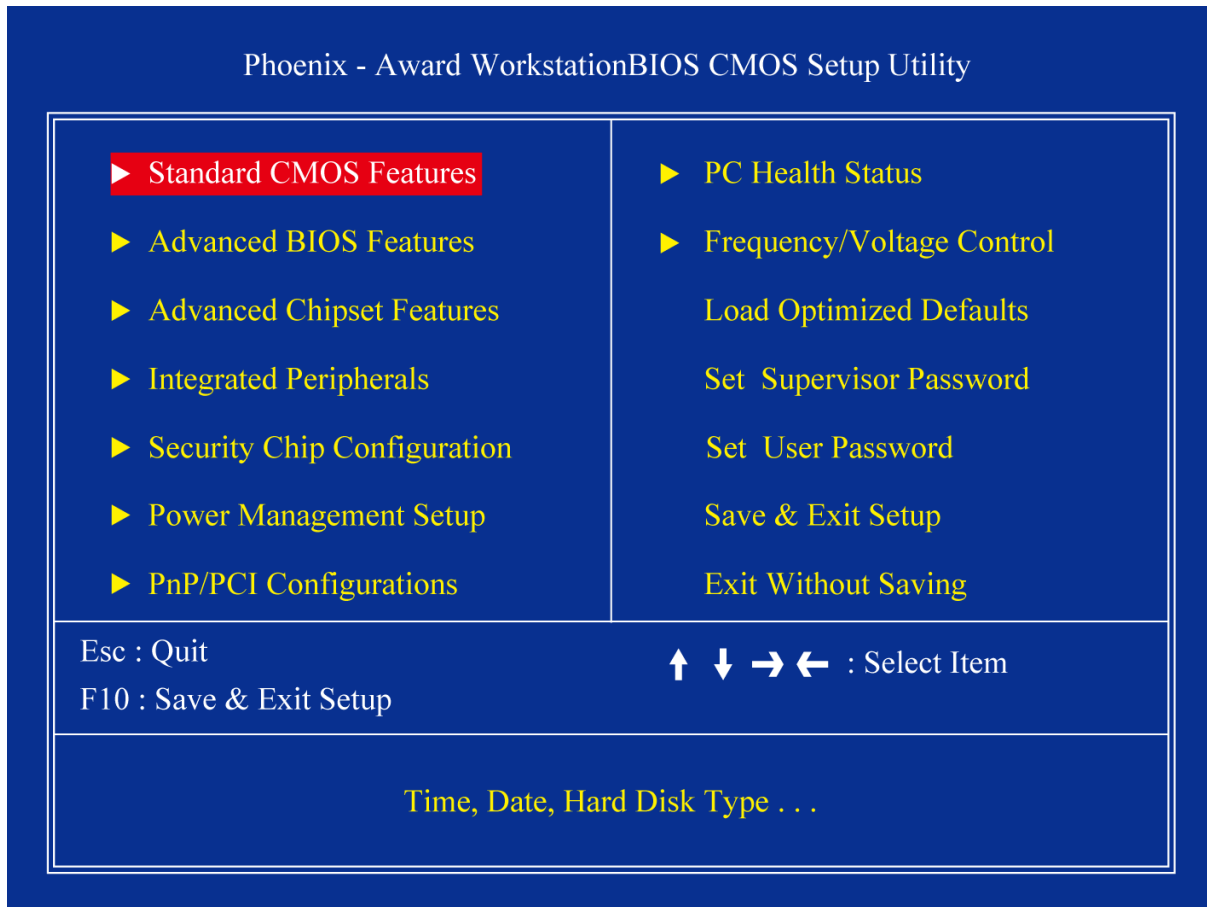 Phoenix - Award WorkstationBIOS CMOS Setup Utility
Standard CMOS Features
Advanced BIOS Features
Advanced Chipset Features
Integrated Peripherals
Security Chip Configuration
Power Management Setup
PnP/PCI Configurations
PC Health Status
Frequency/Voltage Control
Load Optimized Defaults
Set Supervisor Password
Set User Password
Save & Exit Setup
Exit Without Saving
Esc : Quit
F10 : Save & Exit Setup
: Select Item
Time, Date, Hard Disk Type . . .